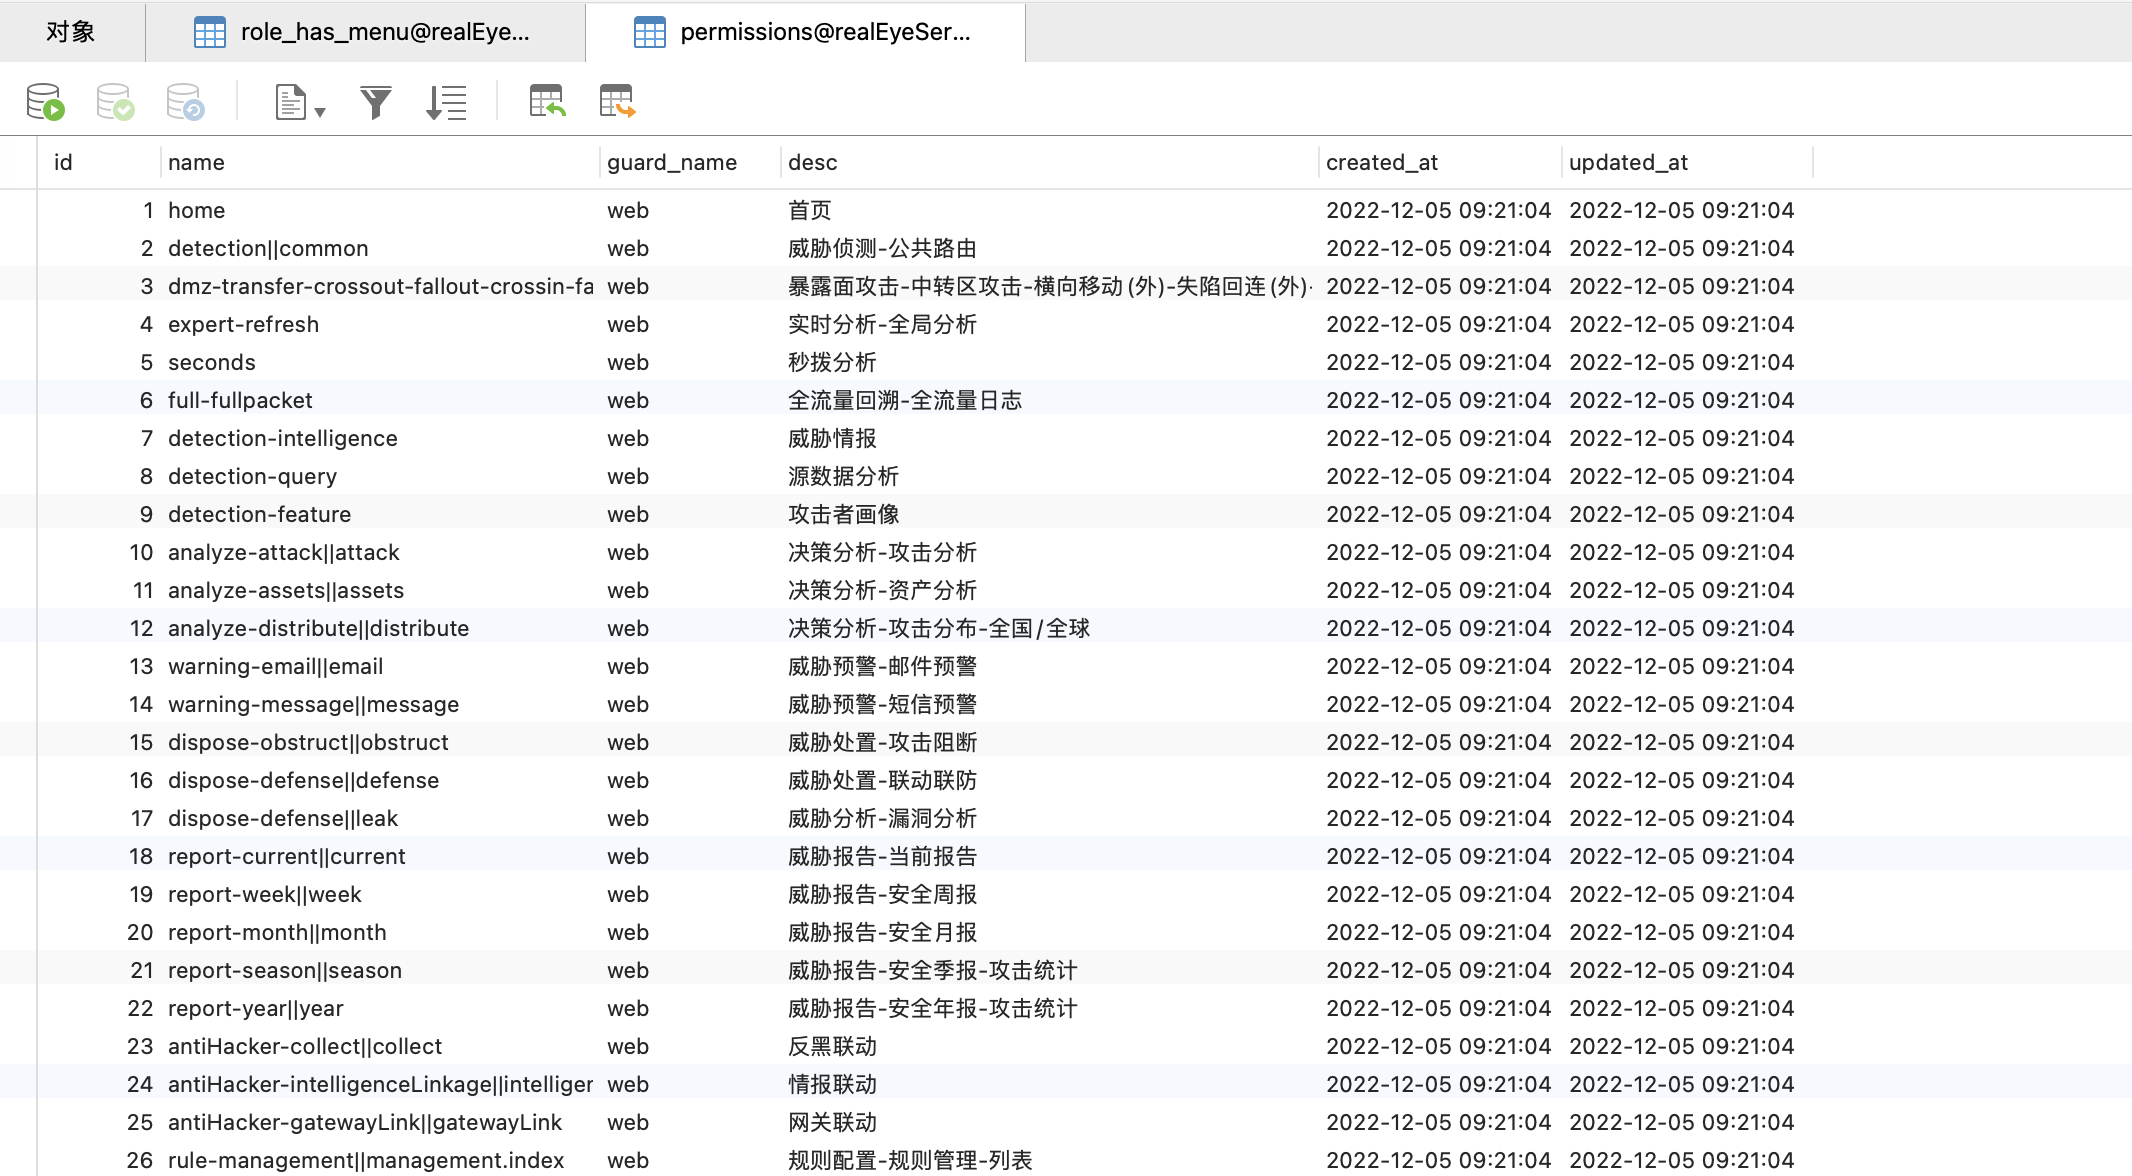 对象 role_has_menu@realEye... permissions@realEyeSer...
id name guard_name desc created_at updated_at
1 home web 首页 2022-12-05 09:21:04 2022-12-05 09:21:04
2 detection||common web 威胁侦测-公共路由 2022-12-05 09:21:04 2022-12-05 09:21:04
3 dmz-transfer-crossout-fallout-crossin-fa web 暴露面攻击-中转区攻击-横向移动(外)-失陷回连(外)- 2022-12-05 09:21:04 2022-12-05 09:21:04
4 expert-refresh web 实时分析-全局分析 2022-12-05 09:21:04 2022-12-05 09:21:04
5 seconds web 秒拨分析 2022-12-05 09:21:04 2022-12-05 09:21:04
6 full-fullpacket web 全流量回溯-全流量日志 2022-12-05 09:21:04 2022-12-05 09:21:04
7 detection-intelligence web 威胁情报 2022-12-05 09:21:04 2022-12-05 09:21:04
8 detection-query web 源数据分析 2022-12-05 09:21:04 2022-12-05 09:21:04
9 detection-feature web 攻击者画像 2022-12-05 09:21:04 2022-12-05 09:21:04
10 analyze-attack||attack web 决策分析-攻击分析 2022-12-05 09:21:04 2022-12-05 09:21:04
11 analyze-assets||assets web 决策分析-资产分析 2022-12-05 09:21:04 2022-12-05 09:21:04
12 analyze-distribute||distribute web 决策分析-攻击分布-全国/全球 2022-12-05 09:21:04 2022-12-05 09:21:04
13 warning-email||email web 威胁预警-邮件预警 2022-12-05 09:21:04 2022-12-05 09:21:04
14 warning-message||message web 威胁预警-短信预警 2022-12-05 09:21:04 2022-12-05 09:21:04
15 dispose-obstruct||obstruct web 威胁处置-攻击阻断 2022-12-05 09:21:04 2022-12-05 09:21:04
16 dispose-defense||defense web 威胁处置-联动联防 2022-12-05 09:21:04 2022-12-05 09:21:04
17 dispose-defense||leak web 威胁分析-漏洞分析 2022-12-05 09:21:04 2022-12-05 09:21:04
18 report-current||current web 威胁报告-当前报告 2022-12-05 09:21:04 2022-12-05 09:21:04
19 report-week||week web 威胁报告-安全周报 2022-12-05 09:21:04 2022-12-05 09:21:04
20 report-month||month web 威胁报告-安全月报 2022-12-05 09:21:04 2022-12-05 09:21:04
21 report-season||season web 威胁报告-安全季报-攻击统计 2022-12-05 09:21:04 2022-12-05 09:21:04
22 report-year||year web 威胁报告-安全年报-攻击统计 2022-12-05 09:21:04 2022-12-05 09:21:04
23 antiHacker-collect||collect web 反黑联动 2022-12-05 09:21:04 2022-12-05 09:21:04
24 antiHacker-intelligenceLinkage||intelliger web 情报联动 2022-12-05 09:21:04 2022-12-05 09:21:04
25 antiHacker-gatewayLink||gatewayLink web 网关联动 2022-12-05 09:21:04 2022-12-05 09:21:04
26 rule-management||management.index web 规则配置-规则管理-列表 2022-12-05 09:21:04 2022-12-05 09:21:04